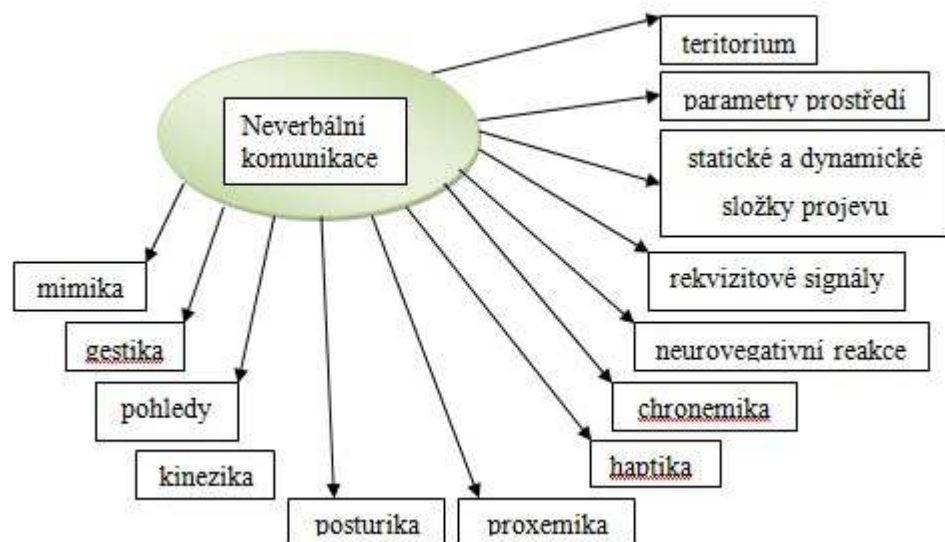 Neverbální
komunikace
teritorium
parametry prostředí
statické a dynamické
složky projevu
rekvizitové signály
neurovegativní reakce
chronemika
haptika
proxemika
posturika
kinezika
pohledy
gestika
mimika